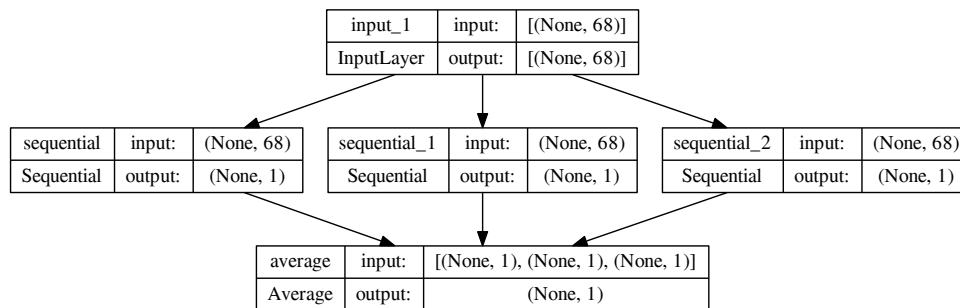 input_1 input: [(None, 68)]
InputLayer output: [(None, 68)]
sequential input: (None, 68)
Sequential output: (None, 1)
sequential_1 input: (None, 68)
Sequential output: (None, 1)
sequential_2 input: (None, 68)
Sequential output: (None, 1)
average input: [(None, 1), (None, 1), (None, 1)]
Average output: (None, 1)